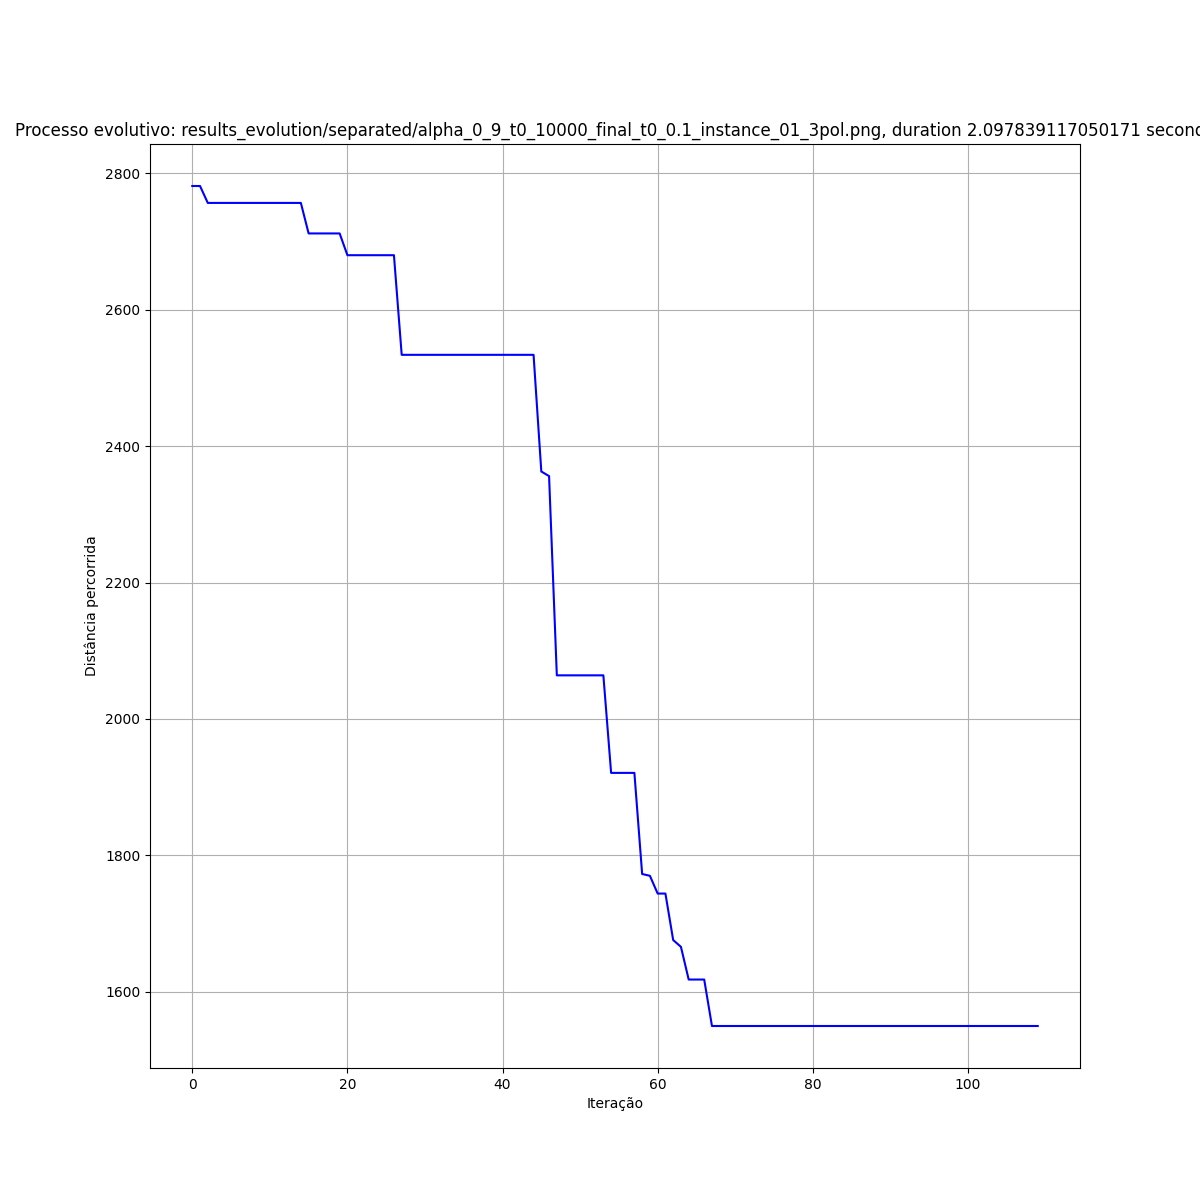 Processo evolutivo: results_evolution/separated/alpha_0_9_t0_10000_final_t0_0.1_instance_01_3pol.png, duration 2.097839117050171 second
2800
2600
2400
2200
2000
1800
1600
Distância percorrida
0 20 40 60 80 100
Iteração